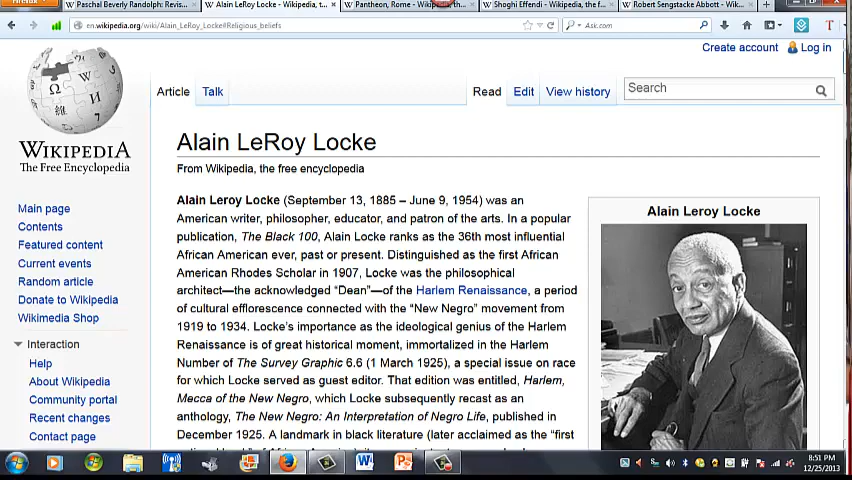 Paschal Beverly Randolph: Revis...
Alain LeRoy Locke - Wikipedia, t...
Pantheon, Rome - Wikipedia, th...
Shoghi Effendi - Wikipedia, the f...
Robert Sengstacke Abbott - Wiki...
en.wikipedia.org/wiki/Alain_LeRoy_Locke#Religious_beliefs
Ask.com
Create account
Log in
Article
Talk
Read
Edit
View history
Search
WIKIPEDIA
The Free Encyclopedia
Main page
Contents
Featured content
Current events
Random article
Donate to Wikipedia
Wikimedia Shop
Interaction
Help
About Wikipedia
Community portal
Recent changes
Contact page
Alain LeRoy Locke
From Wikipedia, the free encyclopedia
Alain Leroy Locke (September 13, 1885 – June 9, 1954) was an
American writer, philosopher, educator, and patron of the arts. In a popular
publication, The Black 100, Alain Locke ranks as the 36th most influential
African American ever, past or present. Distinguished as the first African
American Rhodes Scholar in 1907, Locke was the philosophical
architect—the acknowledged “Dean”—of the Harlem Renaissance, a period
of cultural efflorescence connected with the “New Negro” movement from
1919 to 1934. Locke’s importance as the ideological genius of the Harlem
Renaissance is of great historical moment, immortalized in the Harlem
Number of The Survey Graphic 6.6 (1 March 1925), a special issue on race
for which Locke served as guest editor. That edition was entitled, Harlem,
Mecca of the New Negro, which Locke subsequently recast as an
anthology, The New Negro: An Interpretation of Negro Life, published in
December 1925. A landmark in black literature (later acclaimed as the “first
Alain Leroy Locke
8:51 PM
12/25/2013